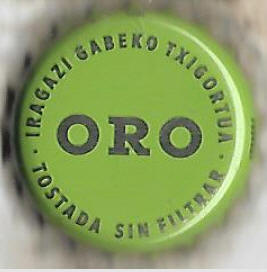 · IRAGAZI GABEKO TXIGORTUA ·
ORO
TOSTADA SIN FILTRAR